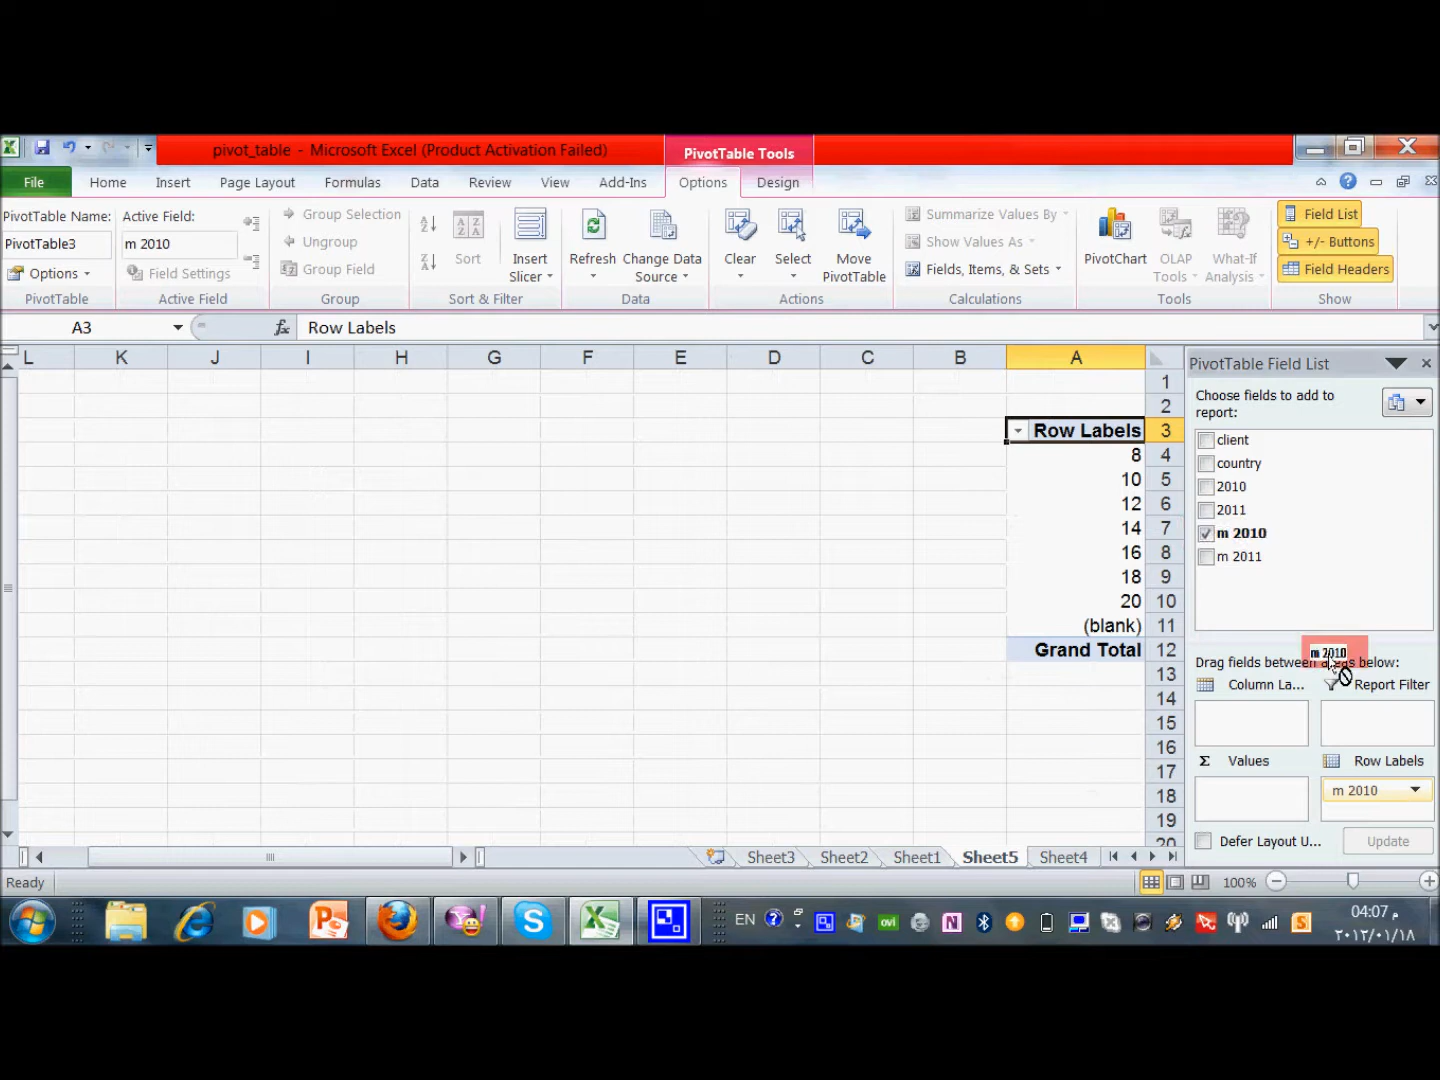 pivot_table - Microsoft Excel (Product Activation Failed)
PivotTable Tools
File Home Insert Page Layout Formulas Data Review View Add-Ins Options Design
PivotTable Name:
PivotTable3
Options
PivotTable
Active Field:
m 2010
Field Settings
Active Field
Group Selection
Ungroup
Group Field
Group
Sort
Sort & Filter
Insert
Slicer
Refresh
Change Data
Source
Data
Clear
Select
Move
PivotTable
Actions
Summarize Values By
Show Values As
Fields, Items, & Sets
Calculations
PivotChart
OLAP
Tools
What-If
Analysis
Tools
Field List
+/- Buttons
Field Headers
Show
A3 fx Row Labels
L K J I H G F E D C B A
1
2
Row Labels 3
8 4
10 5
12 6
14 7
16 8
18 9
20 10
(blank) 11
Grand Total 12
13
14
15
16
17
18
19
20
PivotTable Field List
Choose fields to add to
report:
client
country
2010
2011
m 2010
m 2011
m 2010
Drag fields between areas below:
Column La...
Report Filter
Σ Values
Row Labels
m 2010
Defer Layout U...
Update
Sheet3 Sheet2 Sheet1 Sheet5 Sheet4
Ready
100%
EN
04:07 م
٢٠١٢/٠١/١٨